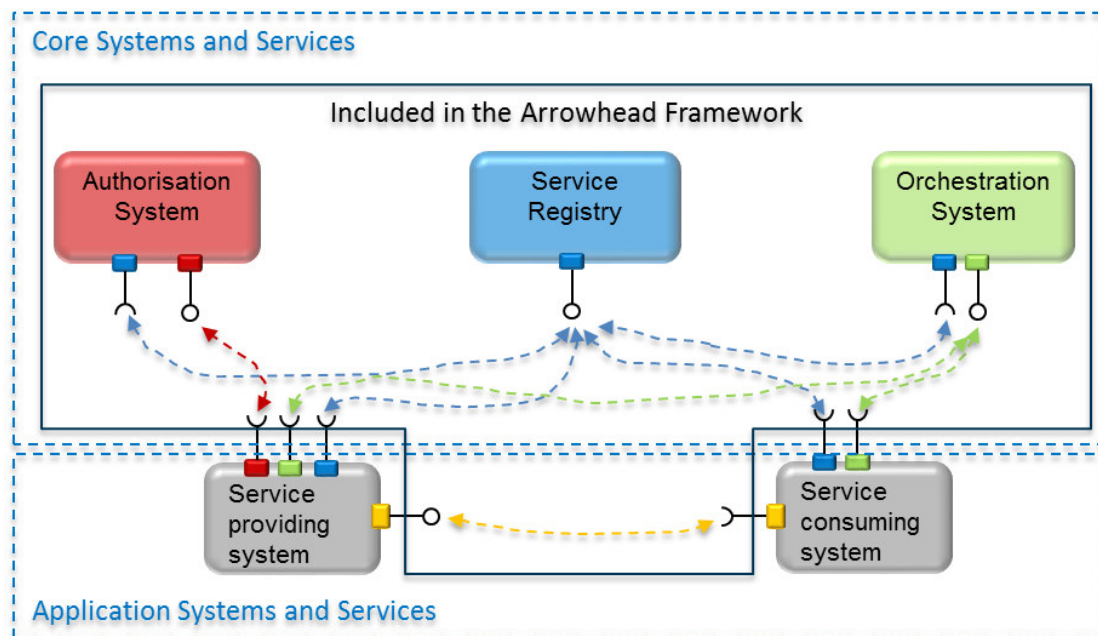 Core Systems and Services
Included in the Arrowhead Framework
Authorisation
System
Service
Registry
Orchestration
System
Service
providing
system
Service
consuming
system
Application Systems and Services